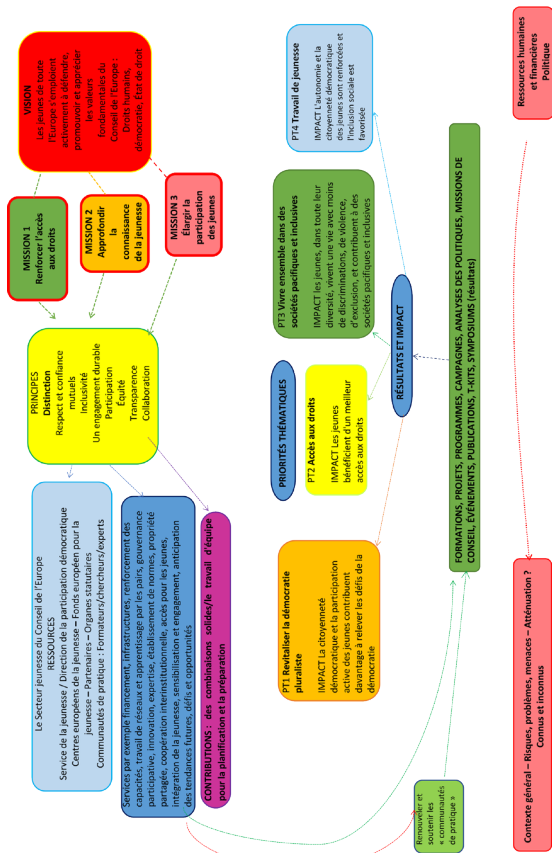 VISION
Les jeunes de toute
l'Europe s'emploient
activement à défendre,
promouvoir et apprécier
les valeurs
fondamentales du
Conseil de l'Europe :
Droits humains,
démocratie, État de droit
MISSION 1
Renforcer l'accès
aux droits
MISSION 2
Approfondir
la
connaissance
de la jeunesse
MISSION 3
Élargir la
participation
des jeunes
PRINCIPES
Distinction
Respect et confiance
mutuels
Inclusivité
Un engagement durable
Participation
Équité
Transparence
Collaboration
Le Secteur jeunesse du Conseil de l'Europe
RESSOURCES
Service de la jeunesse / Direction de la participation démocratique
Centres européens de la jeunesse – Fonds européen pour la
jeunesse – Partenaires – Organes statutaires
Communautés de pratique : Formateurs/chercheurs/experts
Services par exemple financement, infrastructures, renforcement des
capacités, travail de réseaux et apprentissage par les pairs, gouvernance
participative, innovation, expertise, établissement de normes, propriété
partagée, coopération interinstitutionnelle, accès pour les jeunes,
intégration de la jeunesse, sensibilisation et engagement, anticipation
des tendances futures, défis et opportunités
CONTRIBUTIONS : des combinaisons solides/le travail d'équipe
pour la planification et la préparation
PT4 Travail de jeunesse
IMPACT L'autonomie et la
citoyenneté démocratique
des jeunes sont renforcées et
l'inclusion sociale est
favorisée
PT3 Vivre ensemble dans des
sociétés pacifiques et inclusives
IMPACT les jeunes, dans toute leur
diversité, vivent une vie avec moins
de discriminations, de violence,
d'exclusion, et contribuent à des
sociétés pacifiques et inclusives
PRIORITÉS THÉMATIQUES
PT2 Accès aux droits
IMPACT Les jeunes
bénéficient d'un meilleur
accès aux droits
RÉSULTATS ET IMPACT
PT1 Revitaliser la démocratie
pluraliste
IMPACT La citoyenneté
démocratique et la participation
active des jeunes contribuent
davantage à relever les défis de la
démocratie
FORMATIONS, PROJETS, PROGRAMMES, CAMPAGNES, ANALYSES DES POLITIQUES, MISSIONS DE
CONSEIL, ÉVÉNEMENTS, PUBLICATIONS, T-KITS, SYMPOSIUMS (résultats)
Renouveler et
soutenir les
« communautés
de pratique »
Ressources humaines
et financières
Politique
Contexte général – Risques, problèmes, menaces – Atténuation ?
Connus et inconnus